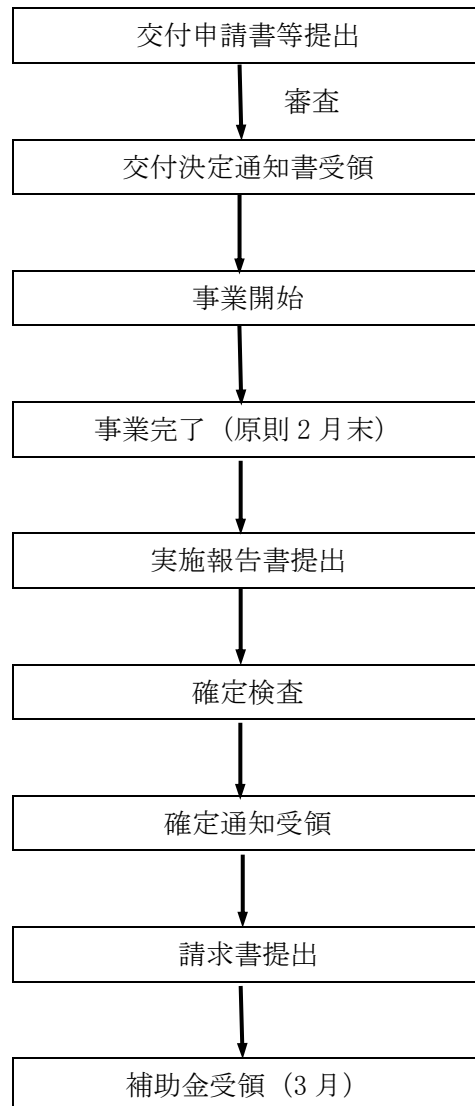 交付申請書等提出
審査
交付決定通知書受領
事業開始
事業完了（原則２月末）
実施報告書提出
確定検査
確定通知受領
請求書提出
補助金受領（3 月）